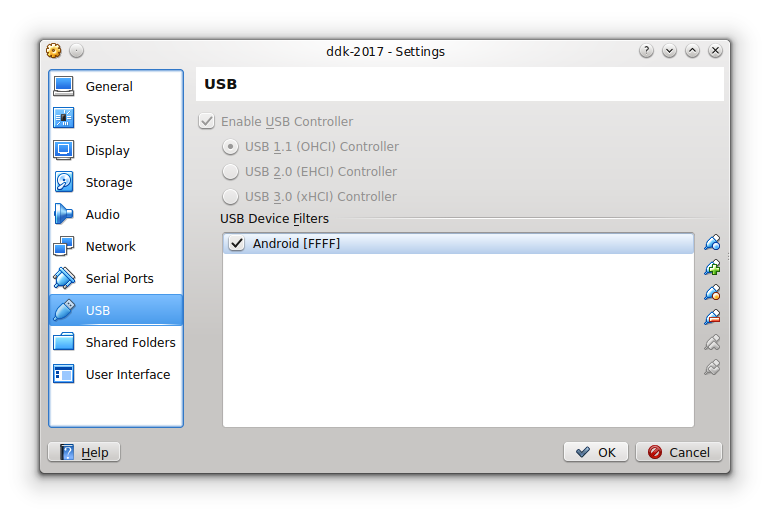 ddk-2017 - Settings
General
System
Display
Storage
Audio
Network
Serial Ports
USB
Shared Folders
User Interface
USB
Enable USB Controller
USB 1.1 (OHCI) Controller
USB 2.0 (EHCI) Controller
USB 3.0 (xHCI) Controller
USB Device Filters
Android [FFFF]
Help
OK
Cancel